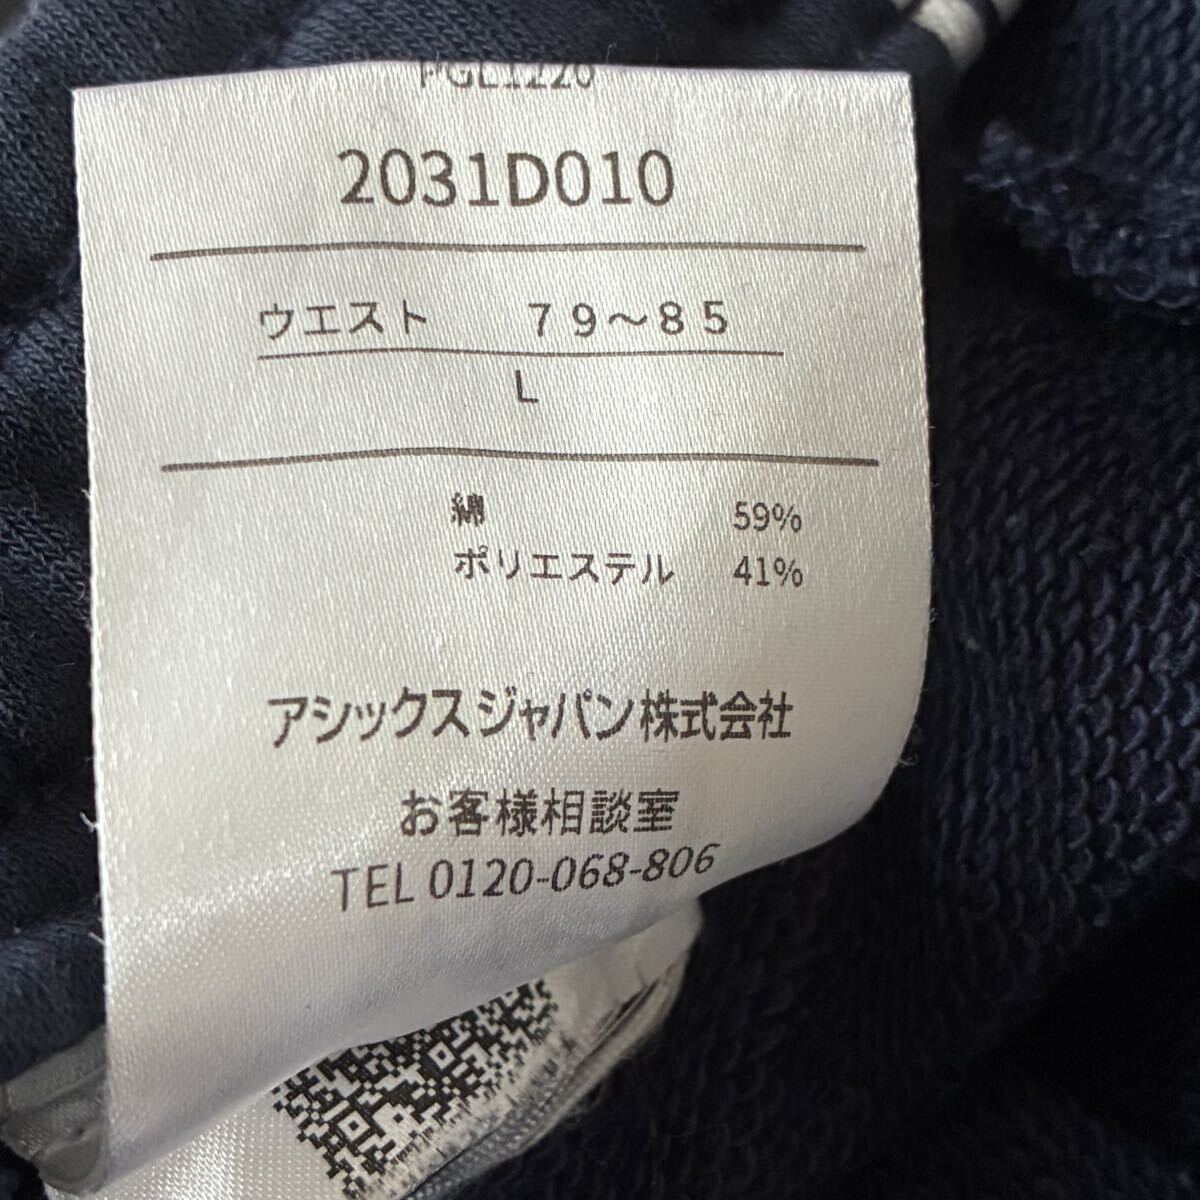 2031D010
ウエスト 79～85
L
綿 59%
ポリエステル 41%
アシックスジャパン株式会社
お客様相談室
TEL 0120-068-806